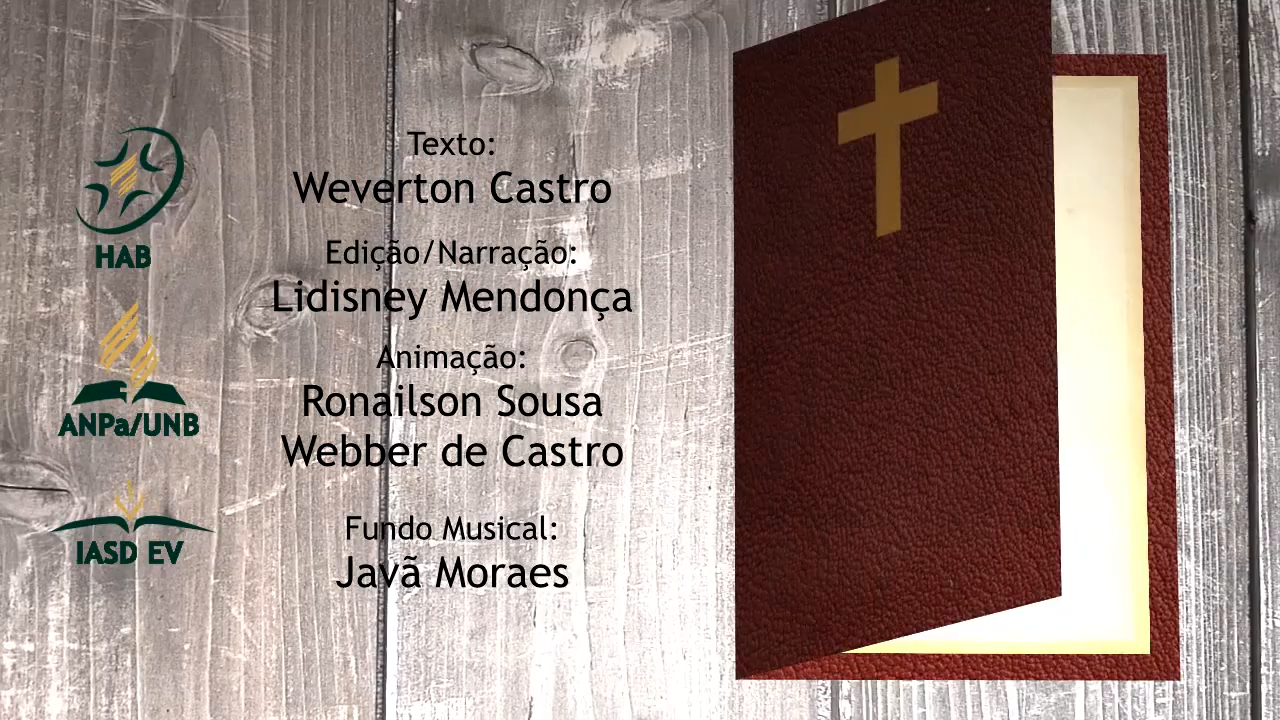 HAB
ANPa/UNB
IASD EV
Texto:
Weverton Castro
Edição/Narração:
Lidisney Mendonça
Animação:
Ronailson Sousa
Webber de Castro
Fundo Musical:
Javã Moraes